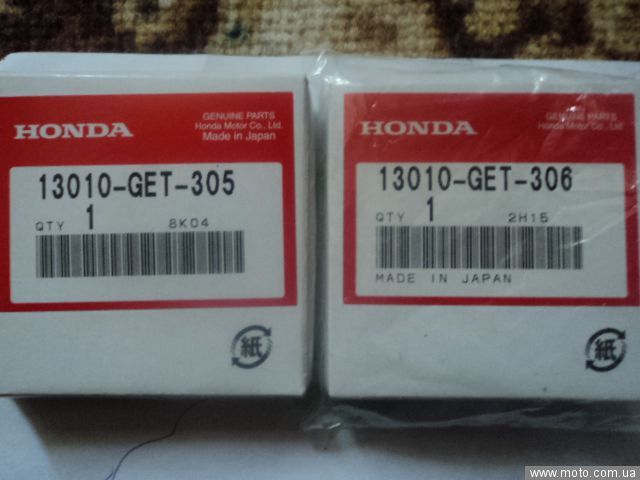 HONDA
GENUINE PARTS
Honda Motor Co., Ltd.
Made in Japan
13010-GET-305
QTY 1 8K04
紙
HONDA
GENUINE PARTS
Honda Motor Co., Ltd.
13010-GET-306
QTY 1 2H15
MADE IN JAPAN
紙
www.moto.com.ua